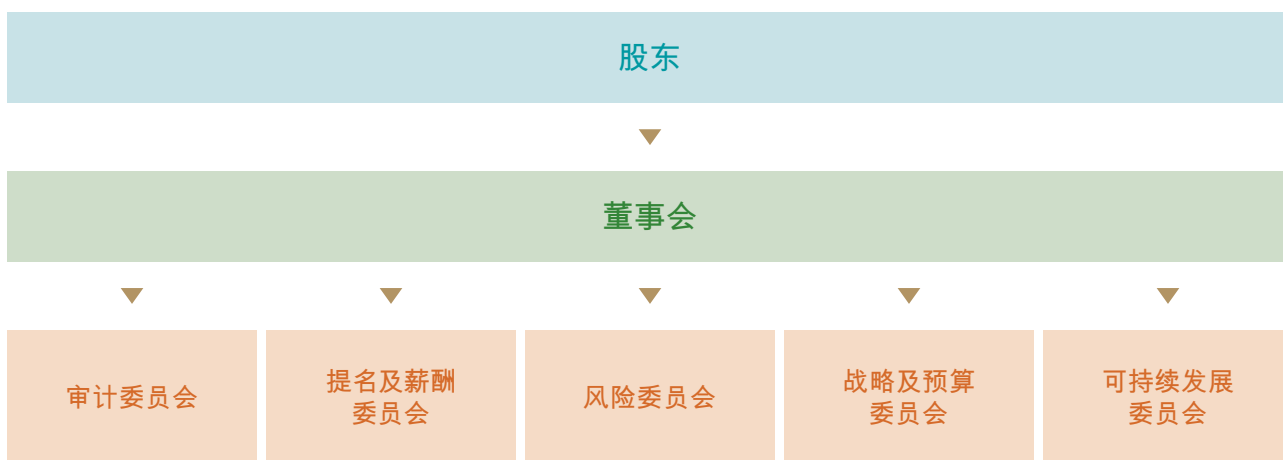 股东
董事会
审计委员会
提名及薪酬
委员会
风险委员会
战略及预算
委员会
可持续发展
委员会